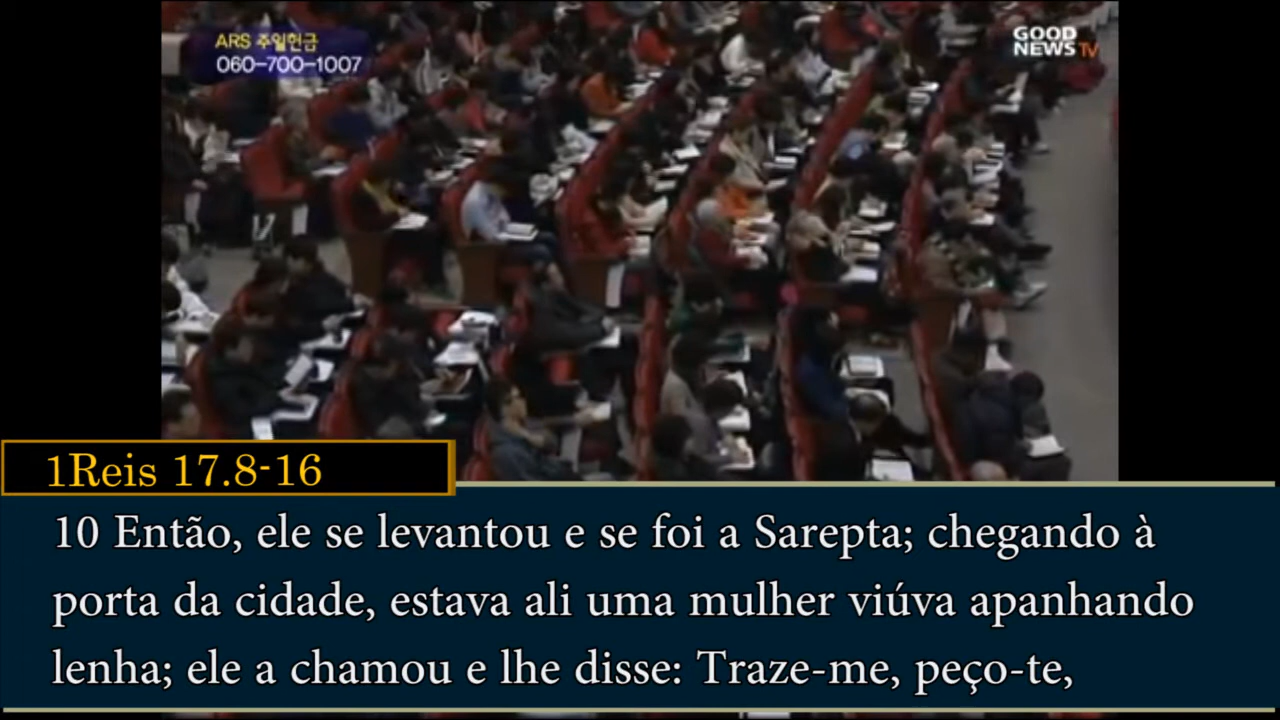 ARS 주일헌금
060-700-1007
GOOD
NEWS TV
1Reis 17.8-16
10 Então, ele se levantou e se foi a Sarepta; chegando à
porta da cidade, estava ali uma mulher viúva apanhando
lenha; ele a chamou e lhe disse: Traze-me, peço-te,